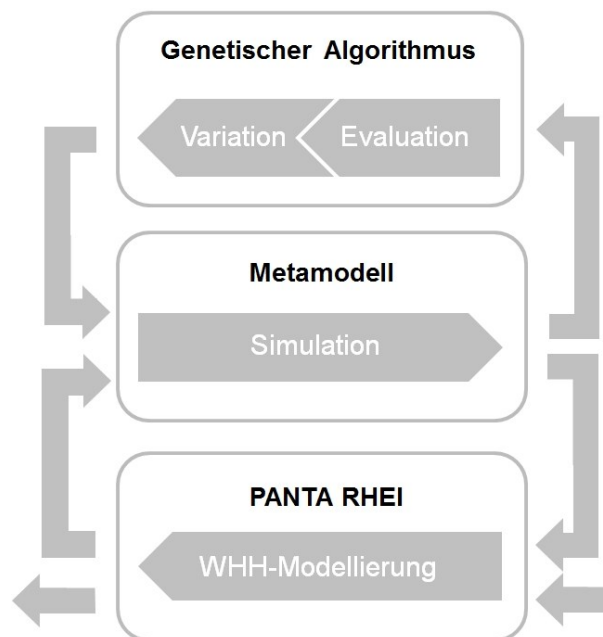 Genetischer Algorithmus
Variation Evaluation
Metamodell
Simulation
PANTA RHEI
WHH-Modellierung